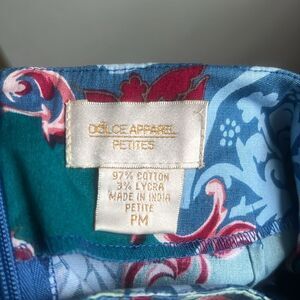 DOLCE APPAREL
PETITES
97% COTTON
3% LYCRA
MADE IN INDIA
PETITE
PM